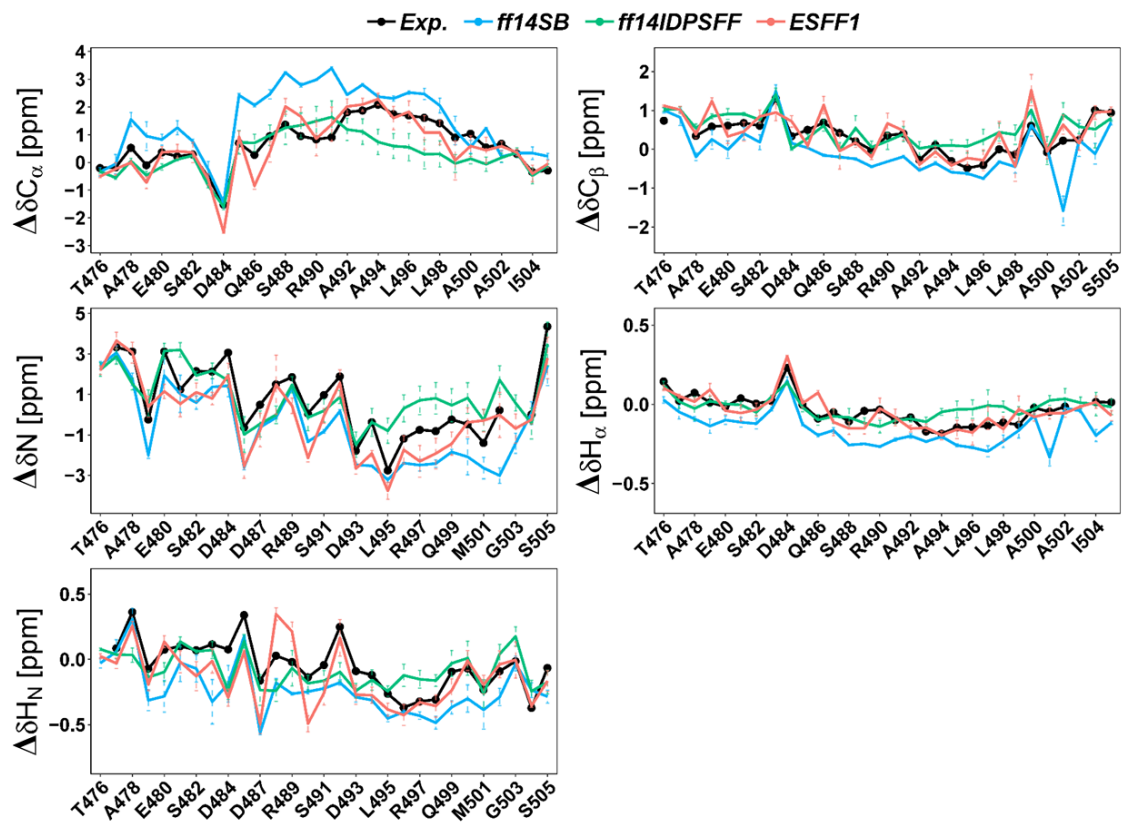 Exp. ff14SB ff14IDPSFF ESFF1
ΔδCα [ppm]
4
3
2
1
0
−1
−2
−3
T476 A478 E480 S482 D484 Q486 S488 R490 A492 A494 L496 L498 A500 A502 I504
ΔδCβ [ppm]
2
1
0
−1
−2
T476 A478 E480 S482 D484 Q486 S488 R490 A492 A494 L496 L498 A500 A502 S505
ΔδN [ppm]
5
3
1
−1
−3
T476 A478 E480 S482 D484 D487 R489 S491 D493 L495 R497 Q499 M501 G503 S505
ΔδHα [ppm]
0.5
0.0
−0.5
T476 A478 E480 S482 D484 Q486 S488 R490 A492 A494 L496 L498 A500 A502 I504
ΔδHN [ppm]
0.5
0.0
−0.5
T476 A478 E480 S482 D484 D487 R489 S491 D493 L495 R497 Q499 M501 G503 S505